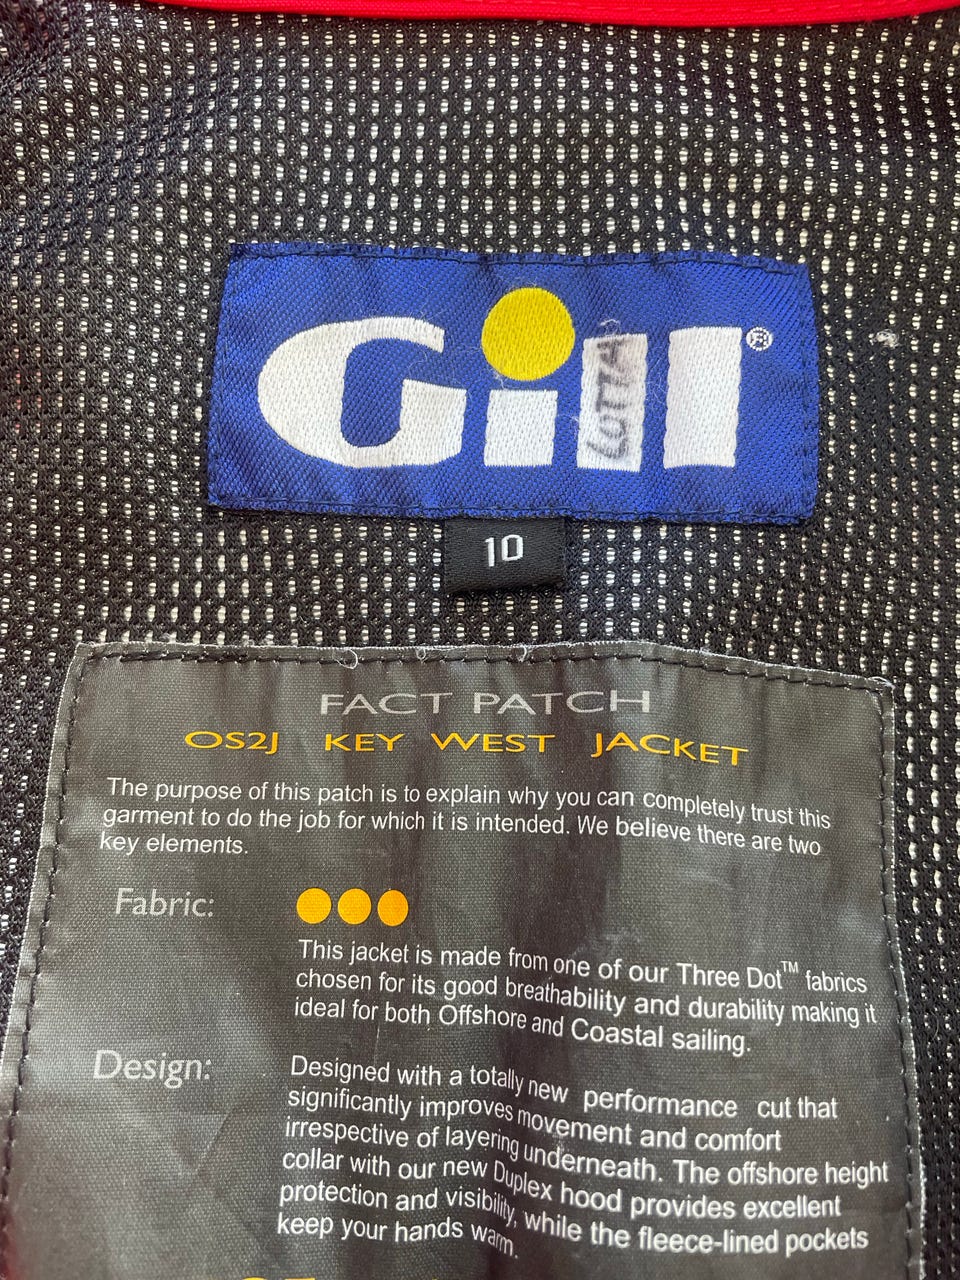 Gill®
LOTTA
10
FACT PATCH
OS2J KEY WEST JACKET
The purpose of this patch is to explain why you can completely trust this
garment to do the job for which it is intended. We believe there are two
key elements.
Fabric:
This jacket is made from one of our Three Dot™ fabrics
chosen for its good breathability and durability making it
ideal for both Offshore and Coastal sailing.
Design:
Designed with a totally new performance cut that
significantly improves movement and comfort
irrespective of layering underneath. The offshore height
collar with our new Duplex hood provides excellent
protection and visibility, while the fleece-lined pockets
keep your hands warm.